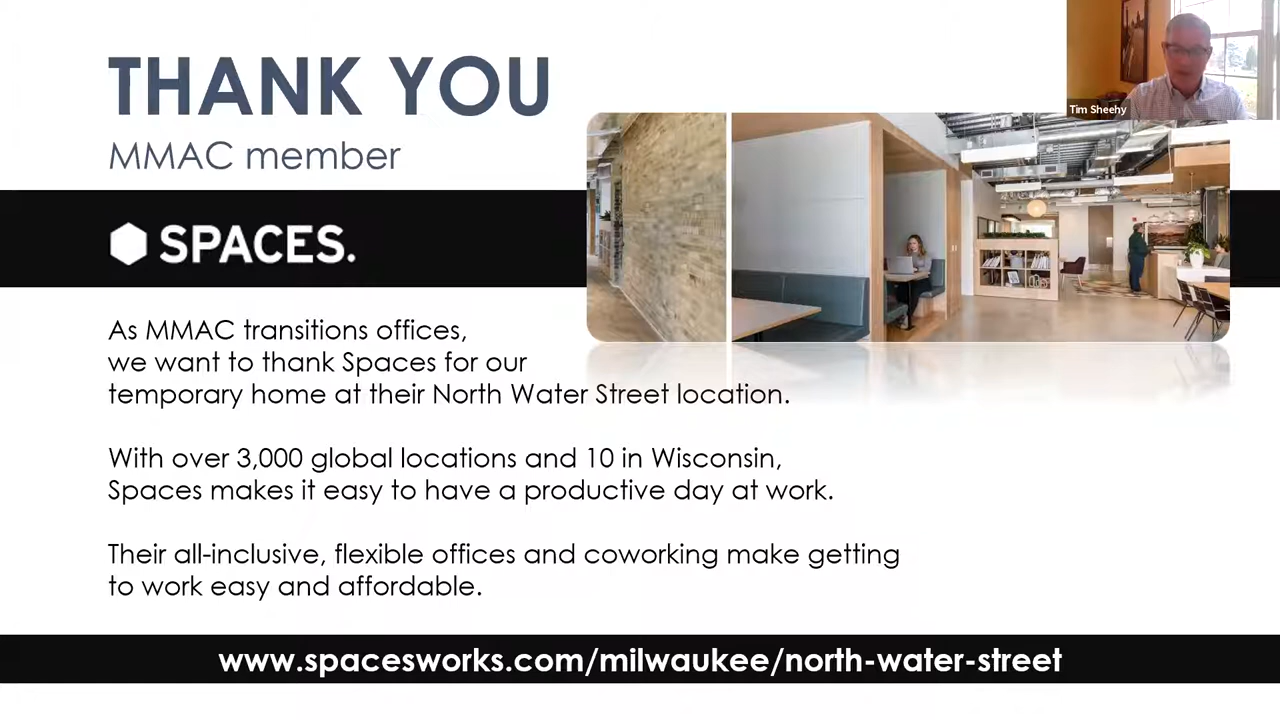 THANK YOU
MMAC member
Tim Sheehy
SPACES.
As MMAC transitions offices,
we want to thank Spaces for our
temporary home at their North Water Street location.
With over 3,000 global locations and 10 in Wisconsin,
Spaces makes it easy to have a productive day at work.
Their all-inclusive, flexible offices and coworking make getting
to work easy and affordable.
www.spacesworks.com/milwaukee/north-water-street